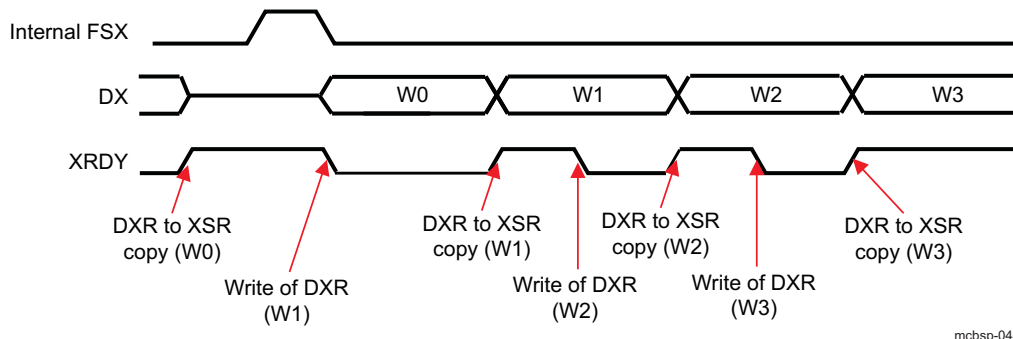 Internal FSX
DX
W0
W1
W2
W3
XRDY
DXR to XSR
copy (W0)
Write of DXR
(W1)
DXR to XSR
copy (W1)
Write of DXR
(W2)
DXR to XSR
copy (W2)
Write of DXR
(W3)
DXR to XSR
copy (W3)
mcbsp-04